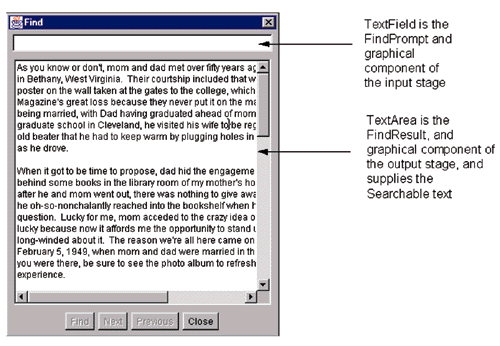 Find
TextField is the
FindPrompt and
graphical
component of
the input stage
As you know or don't, mom and dad met over fifty years ag
in Bethany, West Virginia. Their courtship included that w
poster on the wall taken at the gates to the college, which
Magazine's great loss because they never put it on the ma
being married, with Dad having graduated ahead of mom
graduate school in Cleveland, he visited his wife to be reg
old beater that he had to keep warm by plugging holes in
as he drove.
TextArea is the
FindResult, and
graphical component of
the output stage, and
supplies the
Searchable text
When it got to be time to propose, dad hid the engageme
behind some books in the library room of my mother's ho
after he and mom went out, there was nothing to give awa
he oh-so-nonchalantly reached into the bookshelf when h
question. Lucky for me, mom acceded to the crazy idea o
lucky because now it affords me the opportunity to stand u
long-winded about it. The reason we're all here came on
February 5, 1949, when mom and dad were married in th
you were there, be sure to see the photo album to refresh
experience.
Find Next Previous Close